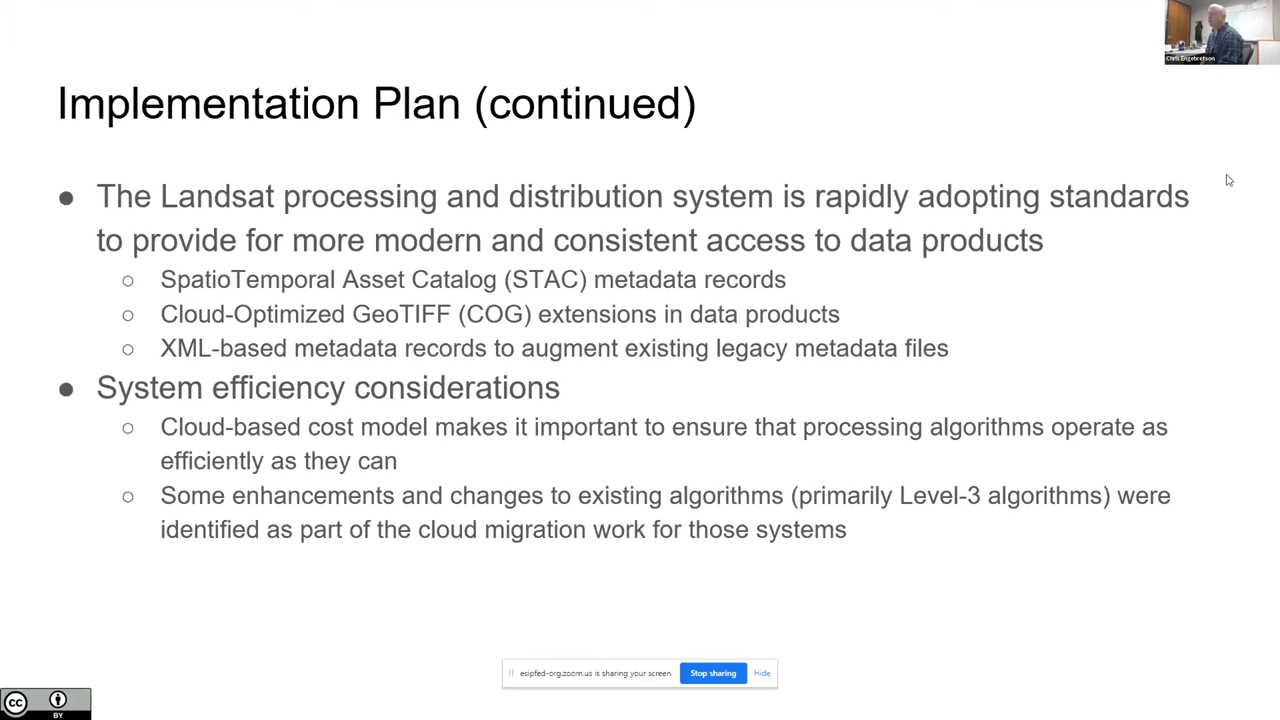 Chris Engebretson
Implementation Plan (continued)
● The Landsat processing and distribution system is rapidly adopting standards
to provide for more modern and consistent access to data products
○ SpatioTemporal Asset Catalog (STAC) metadata records
○ Cloud-Optimized GeoTIFF (COG) extensions in data products
○ XML-based metadata records to augment existing legacy metadata files
● System efficiency considerations
○ Cloud-based cost model makes it important to ensure that processing algorithms operate as
efficiently as they can
○ Some enhancements and changes to existing algorithms (primarily Level-3 algorithms) were
identified as part of the cloud migration work for those systems
esipfed-org.zoom.us is sharing your screen. Stop sharing Hide
cc
BY